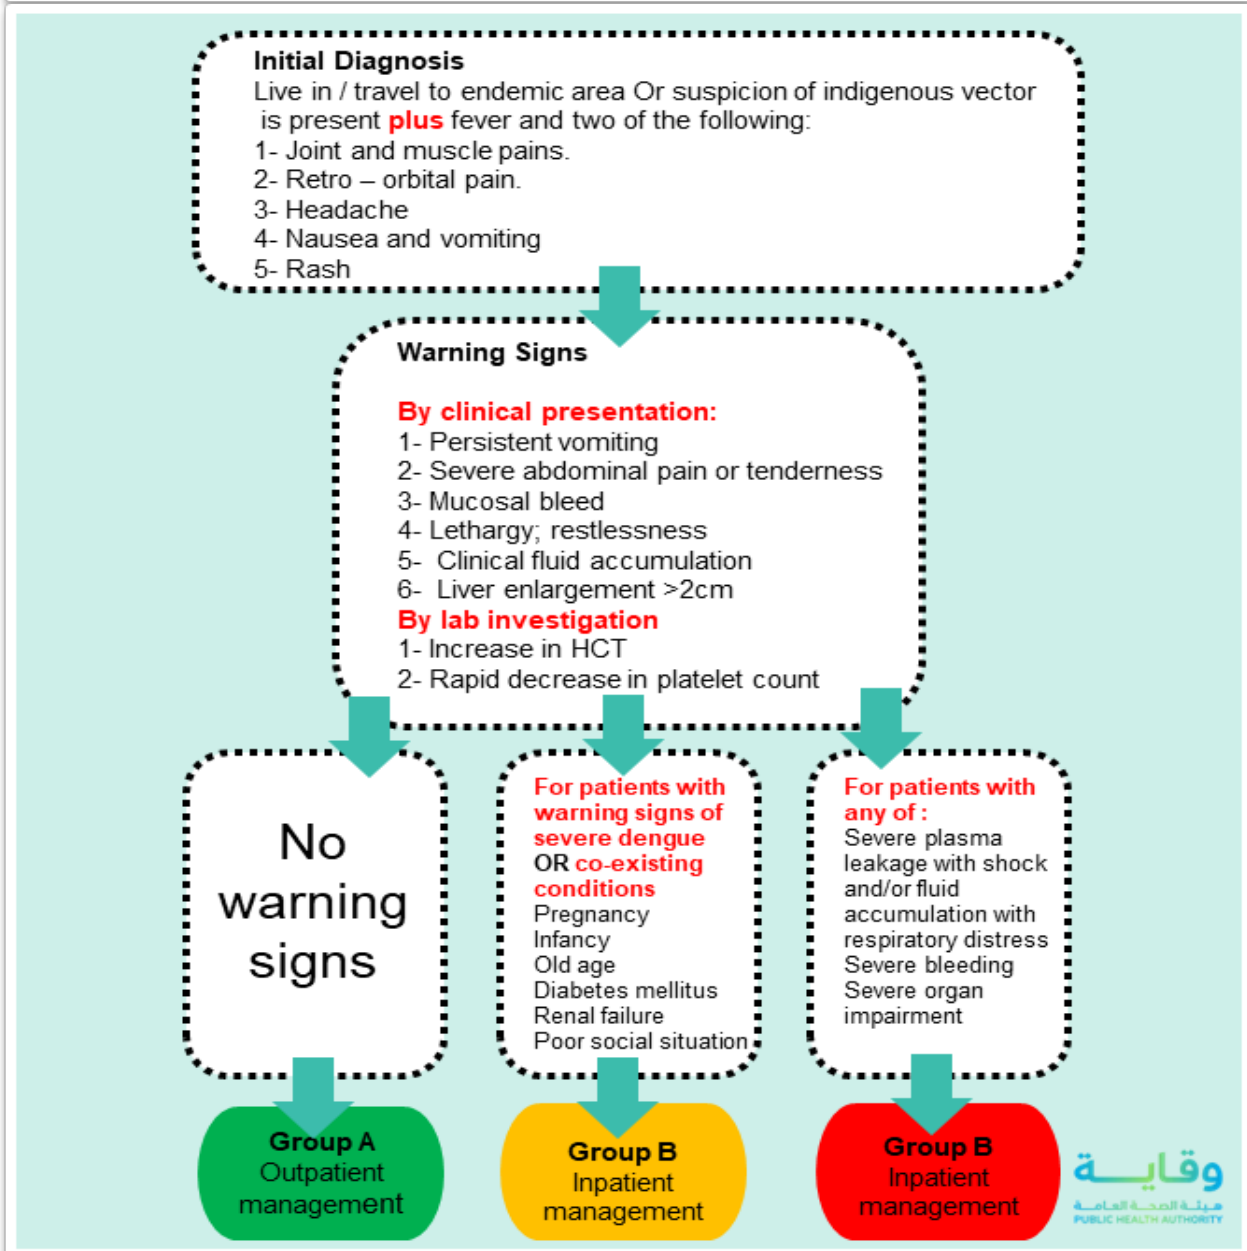 Initial Diagnosis
Live in / travel to endemic area Or suspicion of indigenous vector
is present plus fever and two of the following:
1- Joint and muscle pains.
2- Retro – orbital pain.
3- Headache
4- Nausea and vomiting
5- Rash
Warning Signs
By clinical presentation:
1- Persistent vomiting
2- Severe abdominal pain or tenderness
3- Mucosal bleed
4- Lethargy; restlessness
5- Clinical fluid accumulation
6- Liver enlargement >2cm
By lab investigation
1- Increase in HCT
2- Rapid decrease in platelet count
No
warning
signs
For patients with
warning signs of
severe dengue
OR co-existing
conditions
Pregnancy
Infancy
Old age
Diabetes mellitus
Renal failure
Poor social situation
For patients with
any of :
Severe plasma
leakage with shock
and/or fluid
accumulation with
respiratory distress
Severe bleeding
Severe organ
impairment
Group A
Outpatient
management
Group B
Inpatient
management
Group B
Inpatient
management
وقايـــة
هيئة الصحة العامة
PUBLIC HEALTH AUTHORITY